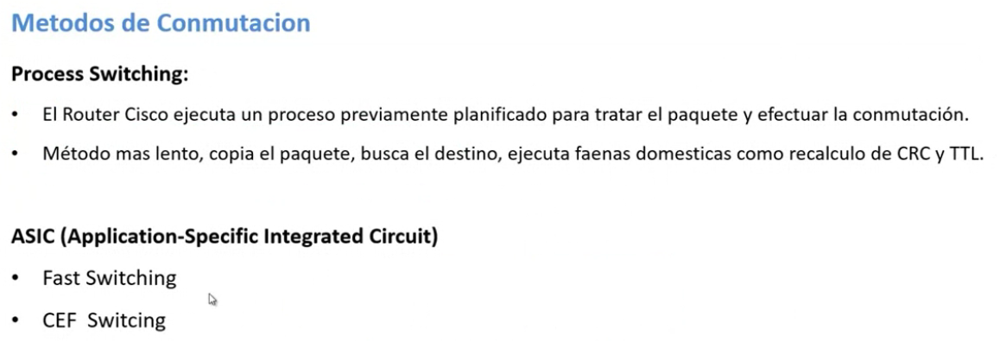 Metodos de Conmutacion
Process Switching:
• El Router Cisco ejecuta un proceso previamente planificado para tratar el paquete y efectuar la conmutación.
• Método mas lento, copia el paquete, busca el destino, ejecuta faenas domesticas como recalculo de CRC y TTL.
ASIC (Application-Specific Integrated Circuit)
• Fast Switching
• CEF  Switcing